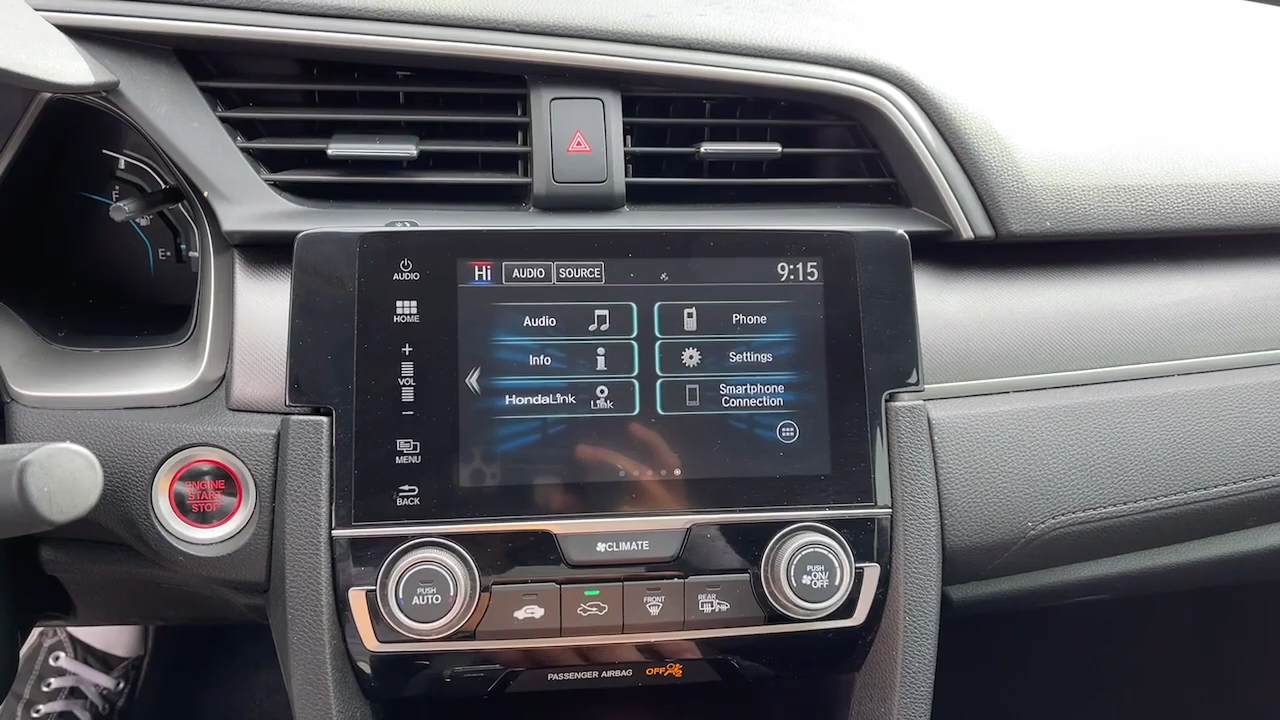 F
E
AUDIO
HOME
+
VOL
−
MENU
BACK
Hi AUDIO SOURCE 9:15
Audio
Phone
Info
Settings
HondaLink
Link
Smartphone
Connection
ENGINE
START
STOP
CLIMATE
PUSH
AUTO
FRONT
REAR
PUSH
ON/
OFF
PASSENGER AIRBAG OFF
2